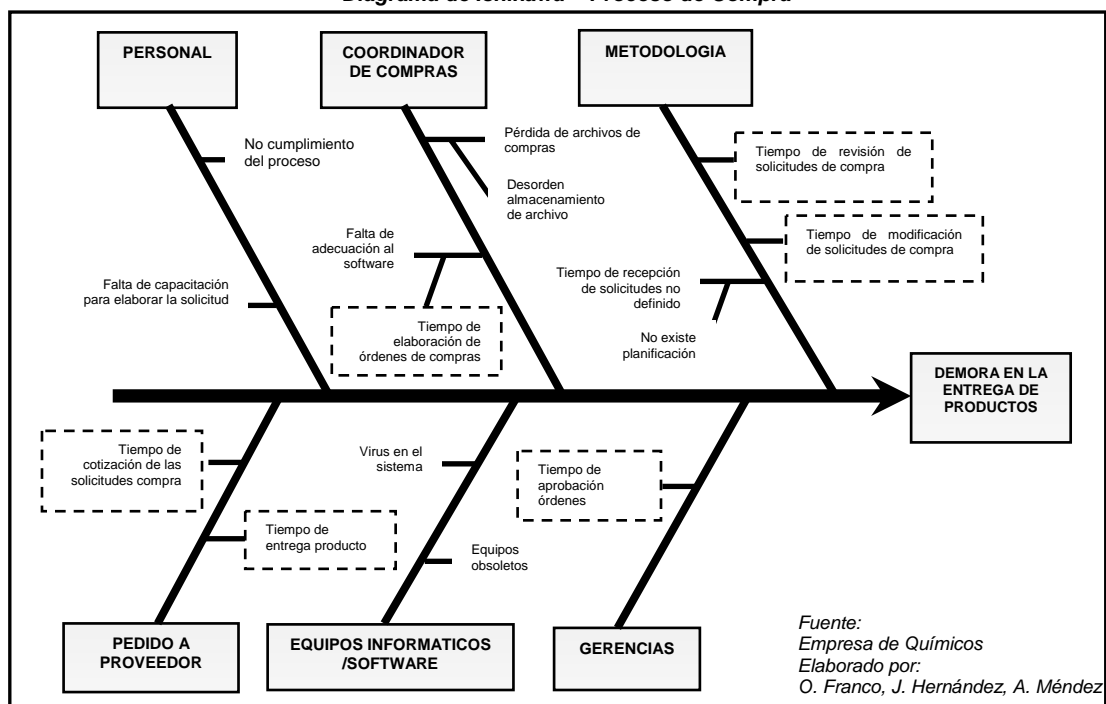 Diagrama de Ishikawa – Proceso de Compra
PERSONAL
COORDINADOR
DE COMPRAS
METODOLOGIA
No cumplimiento
del proceso
Pérdida de archivos de
compras
Desorden
almacenamiento
de archivo
Tiempo de revisión de
solicitudes de compra
Tiempo de modificación
de solicitudes de compra
Falta de
adecuación al
software
Tiempo de recepción
de solicitudes no
definido
Falta de capacitación
para elaborar la solicitud
Tiempo de
elaboración de
órdenes de compras
No existe
planificación
DEMORA EN LA
ENTREGA DE
PRODUCTOS
Tiempo de
cotización de las
solicitudes compra
Virus en el
sistema
Tiempo de
aprobación
órdenes
Tiempo de
entrega producto
Equipos
obsoletos
PEDIDO A
PROVEEDOR
EQUIPOS INFORMATICOS
/SOFTWARE
GERENCIAS
Fuente:
Empresa de Químicos
Elaborado por:
O. Franco, J. Hernández, A. Méndez